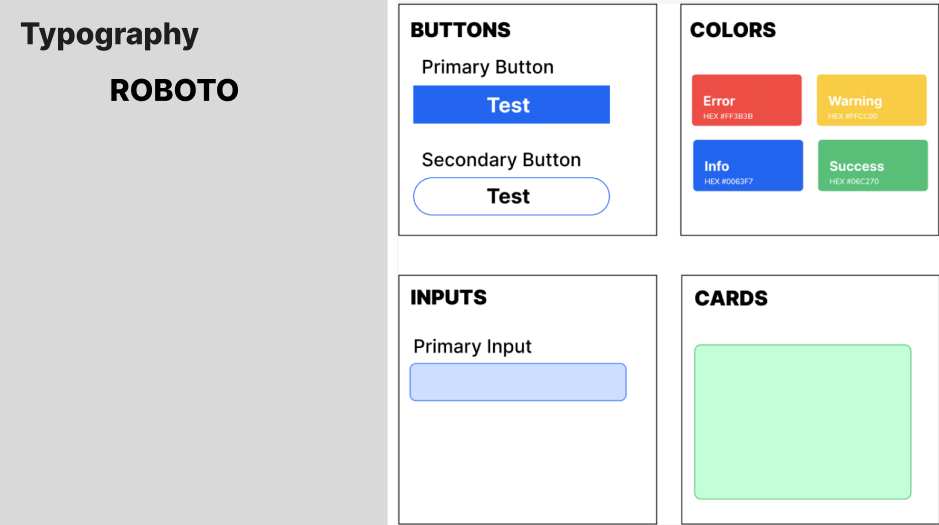 Typography
ROBOTO
BUTTONS
Primary Button
Test
Secondary Button
Test
COLORS
Error
HEX #FF3B3B
Warning
HEX #FFCC00
Info
HEX #0063F7
Success
HEX #06C270
INPUTS
Primary Input
CARDS